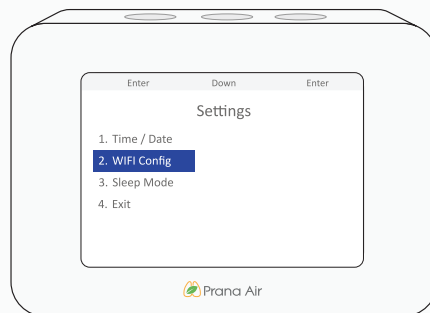 Enter Down Enter
Settings
1. Time / Date
2. WIFI Config
3. Sleep Mode
4. Exit
Prana Air